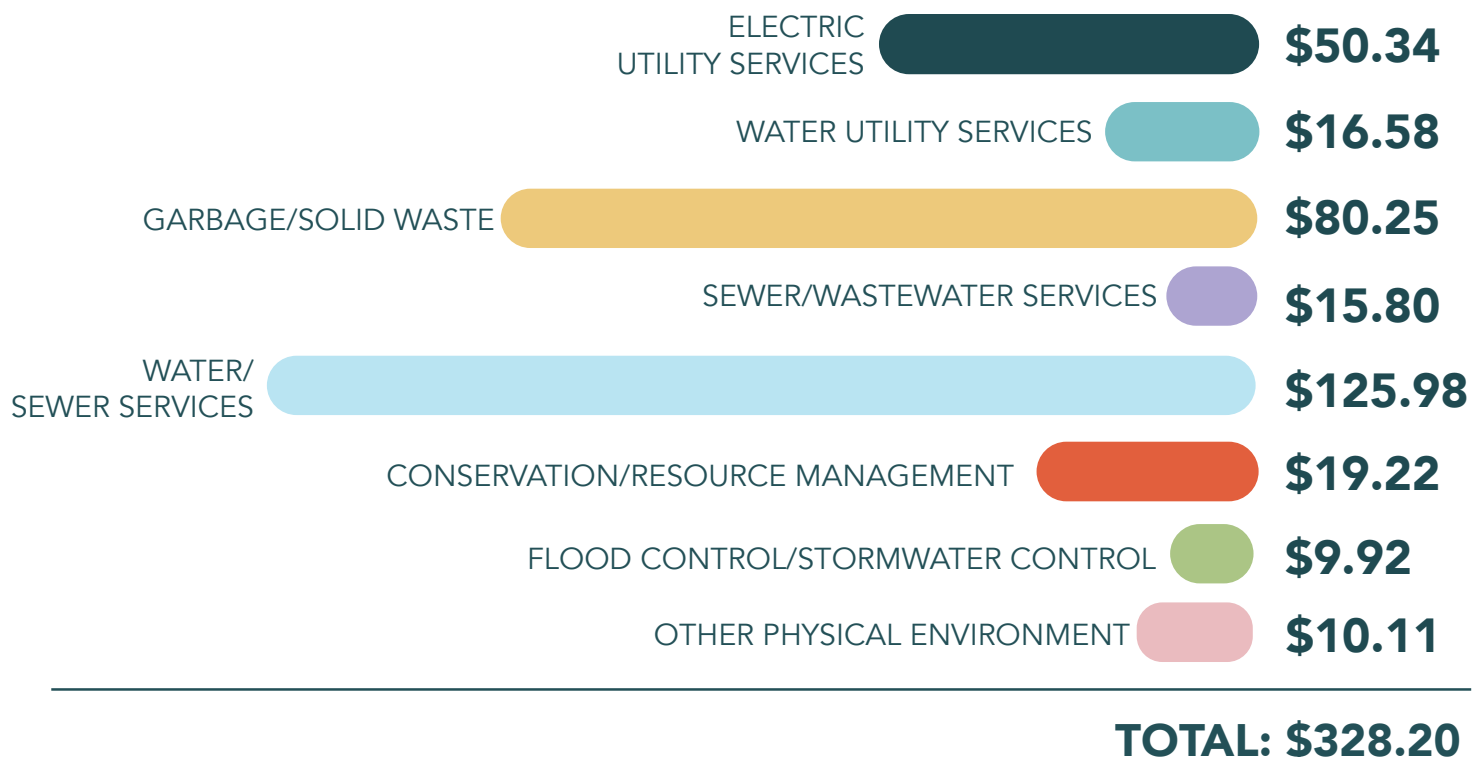 ELECTRIC
UTILITY SERVICES
$50.34
WATER UTILITY SERVICES
$16.58
GARBAGE/SOLID WASTE
$80.25
SEWER/WASTEWATER SERVICES
$15.80
WATER/
SEWER SERVICES
$125.98
CONSERVATION/RESOURCE MANAGEMENT
$19.22
FLOOD CONTROL/STORMWATER CONTROL
$9.92
OTHER PHYSICAL ENVIRONMENT
$10.11
TOTAL: $328.20